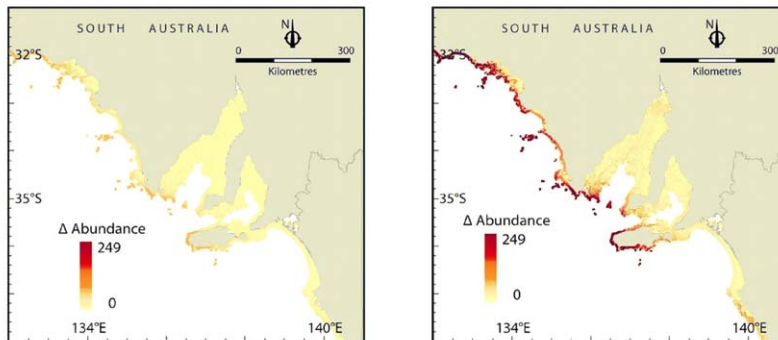 SOUTH AUSTRALIA
N
32°S
0 300
Kilometres
35°S
Δ Abundance
249
0
134°E 140°E
SOUTH AUSTRALIA
N
32°S
0 300
Kilometres
35°S
Δ Abundance
249
0
134°E 140°E